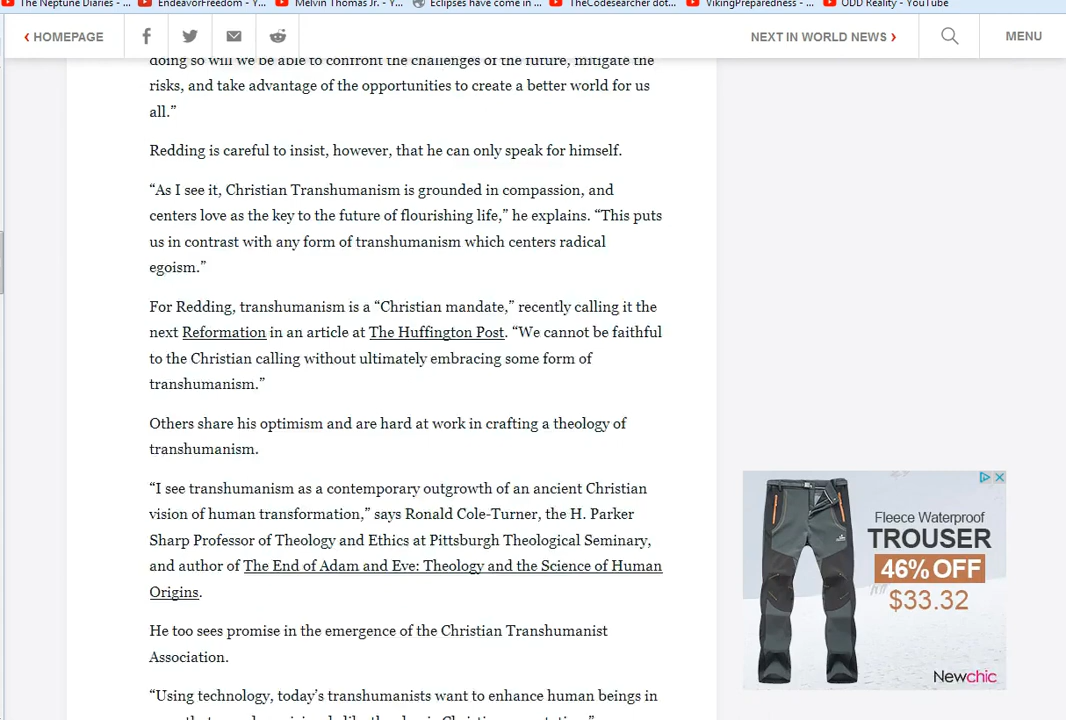 The Neptune Diaries - ... EndeavorFreedom - Y... Melvin Thomas Jr. - Y... Eclipses have come in ... TheCodesearcher dot... VikingPreparedness - ... ODD Reality - YouTube
‹ HOMEPAGE NEXT IN WORLD NEWS › MENU
doing so will we be able to confront the challenges of the future, mitigate the
risks, and take advantage of the opportunities to create a better world for us
all.”
Redding is careful to insist, however, that he can only speak for himself.
“As I see it, Christian Transhumanism is grounded in compassion, and
centers love as the key to the future of flourishing life,” he explains. “This puts
us in contrast with any form of transhumanism which centers radical
egoism.”
For Redding, transhumanism is a “Christian mandate,” recently calling it the
next Reformation in an article at The Huffington Post. “We cannot be faithful
to the Christian calling without ultimately embracing some form of
transhumanism.”
Others share his optimism and are hard at work in crafting a theology of
transhumanism.
“I see transhumanism as a contemporary outgrowth of an ancient Christian
vision of human transformation,” says Ronald Cole-Turner, the H. Parker
Sharp Professor of Theology and Ethics at Pittsburgh Theological Seminary,
and author of The End of Adam and Eve: Theology and the Science of Human
Origins.
He too sees promise in the emergence of the Christian Transhumanist
Association.
“Using technology, today’s transhumanists want to enhance human beings in
Fleece Waterproof
TROUSER
46% OFF
$33.32
Newchic